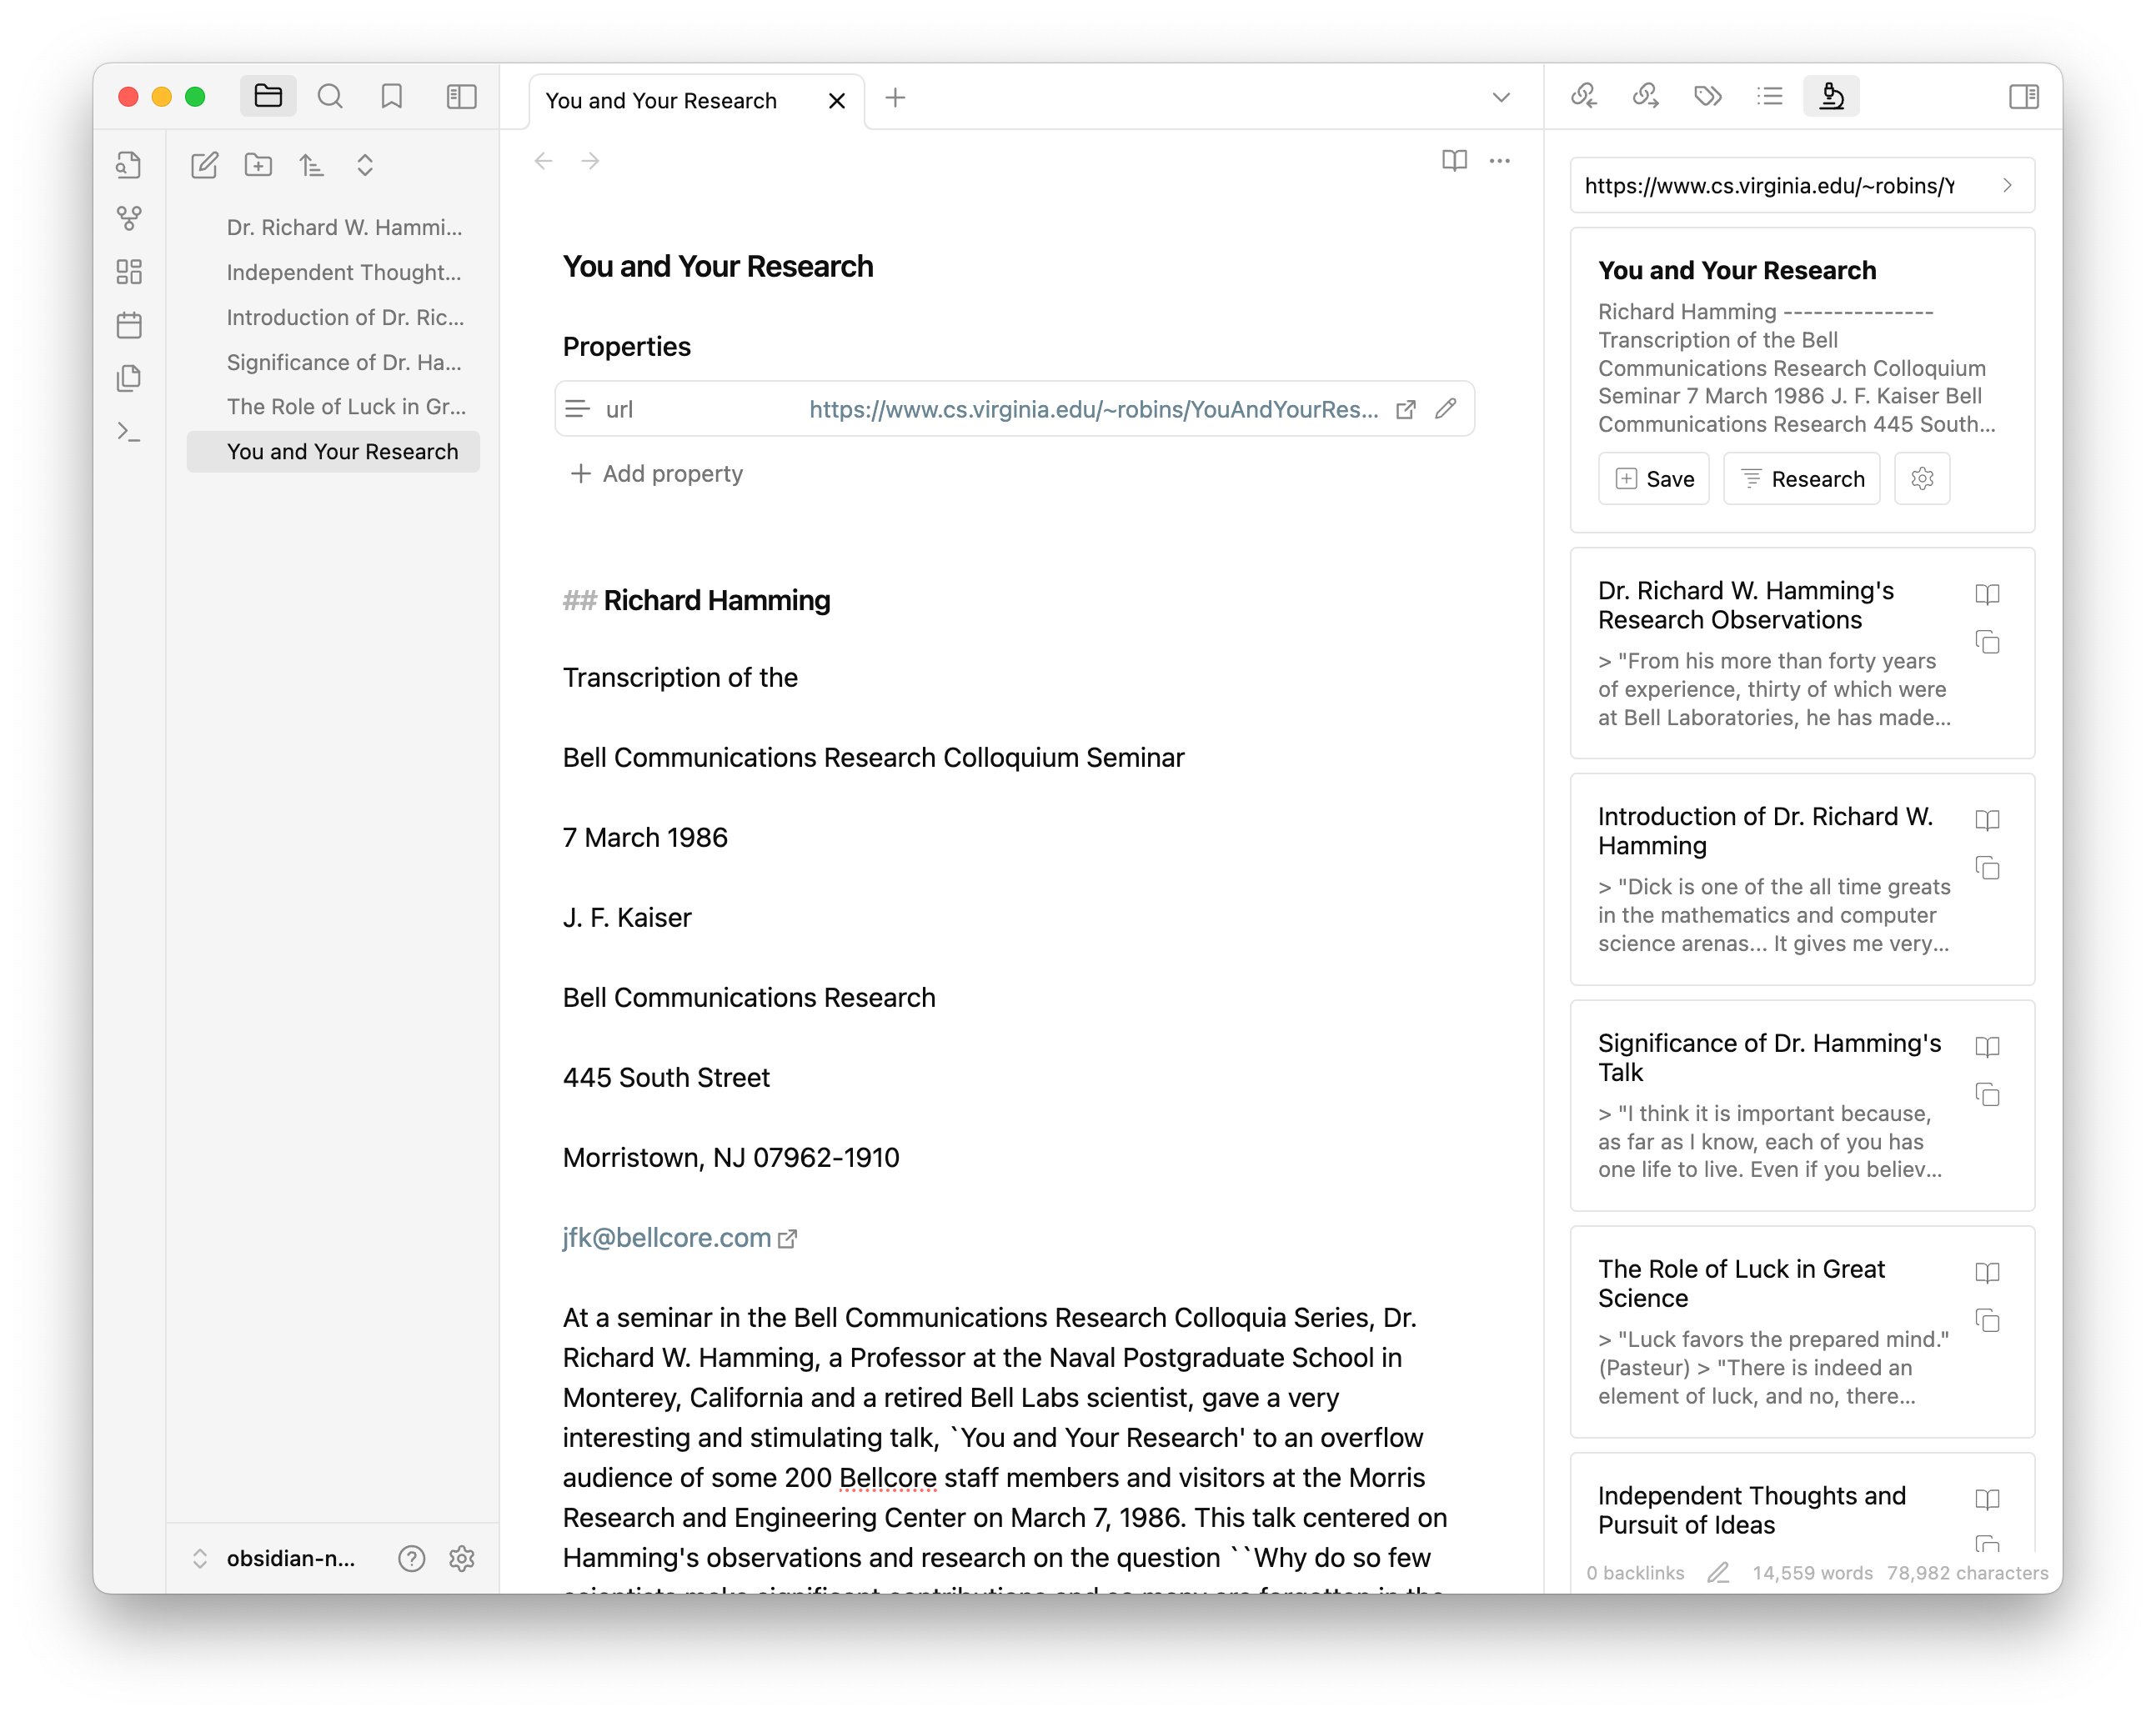 You and Your Research
Dr. Richard W. Hammi...
Independent Thought...
Introduction of Dr. Ric...
Significance of Dr. Ha...
The Role of Luck in Gr...
You and Your Research
obsidian-n...
You and Your Research
Properties
url https://www.cs.virginia.edu/~robins/YouAndYourRes...
Add property
## Richard Hamming
Transcription of the
Bell Communications Research Colloquium Seminar
7 March 1986
J. F. Kaiser
Bell Communications Research
445 South Street
Morristown, NJ 07962-1910
jfk@bellcore.com
At a seminar in the Bell Communications Research Colloquia Series, Dr.
Richard W. Hamming, a Professor at the Naval Postgraduate School in
Monterey, California and a retired Bell Labs scientist, gave a very
interesting and stimulating talk, `You and Your Research' to an overflow
audience of some 200 Bellcore staff members and visitors at the Morris
Research and Engineering Center on March 7, 1986. This talk centered on
Hamming's observations and research on the question ``Why do so few
scientists make significant contributions and so many are forgotten in the
https://www.cs.virginia.edu/~robins/Y
You and Your Research
Richard Hamming ---------------
Transcription of the Bell
Communications Research Colloquium
Seminar 7 March 1986 J. F. Kaiser Bell
Communications Research 445 South...
Save Research
Dr. Richard W. Hamming's
Research Observations
> "From his more than forty years
of experience, thirty of which were
at Bell Laboratories, he has made...
Introduction of Dr. Richard W.
Hamming
> "Dick is one of the all time greats
in the mathematics and computer
science arenas... It gives me very...
Significance of Dr. Hamming's
Talk
> "I think it is important because,
as far as I know, each of you has
one life to live. Even if you believ...
The Role of Luck in Great
Science
> "Luck favors the prepared mind."
(Pasteur) > "There is indeed an
element of luck, and no, there...
Independent Thoughts and
Pursuit of Ideas
0 backlinks 14,559 words 78,982 characters